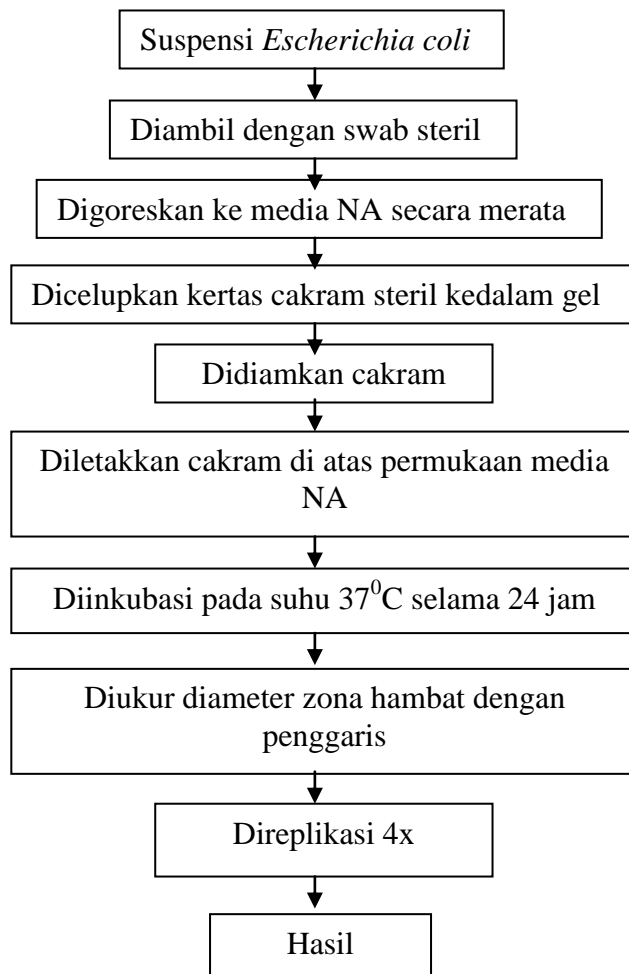 Suspensi Escherichia coli
Diambil dengan swab steril
Digoreskan ke media NA secara merata
Dicelupkan kertas cakram steril kedalam gel
Didiamkan cakram
Diletakkan cakram di atas permukaan media
NA
Diinkubasi pada suhu 37⁰C selama 24 jam
Diukur diameter zona hambat dengan
penggaris
Direplikasi 4x
Hasil